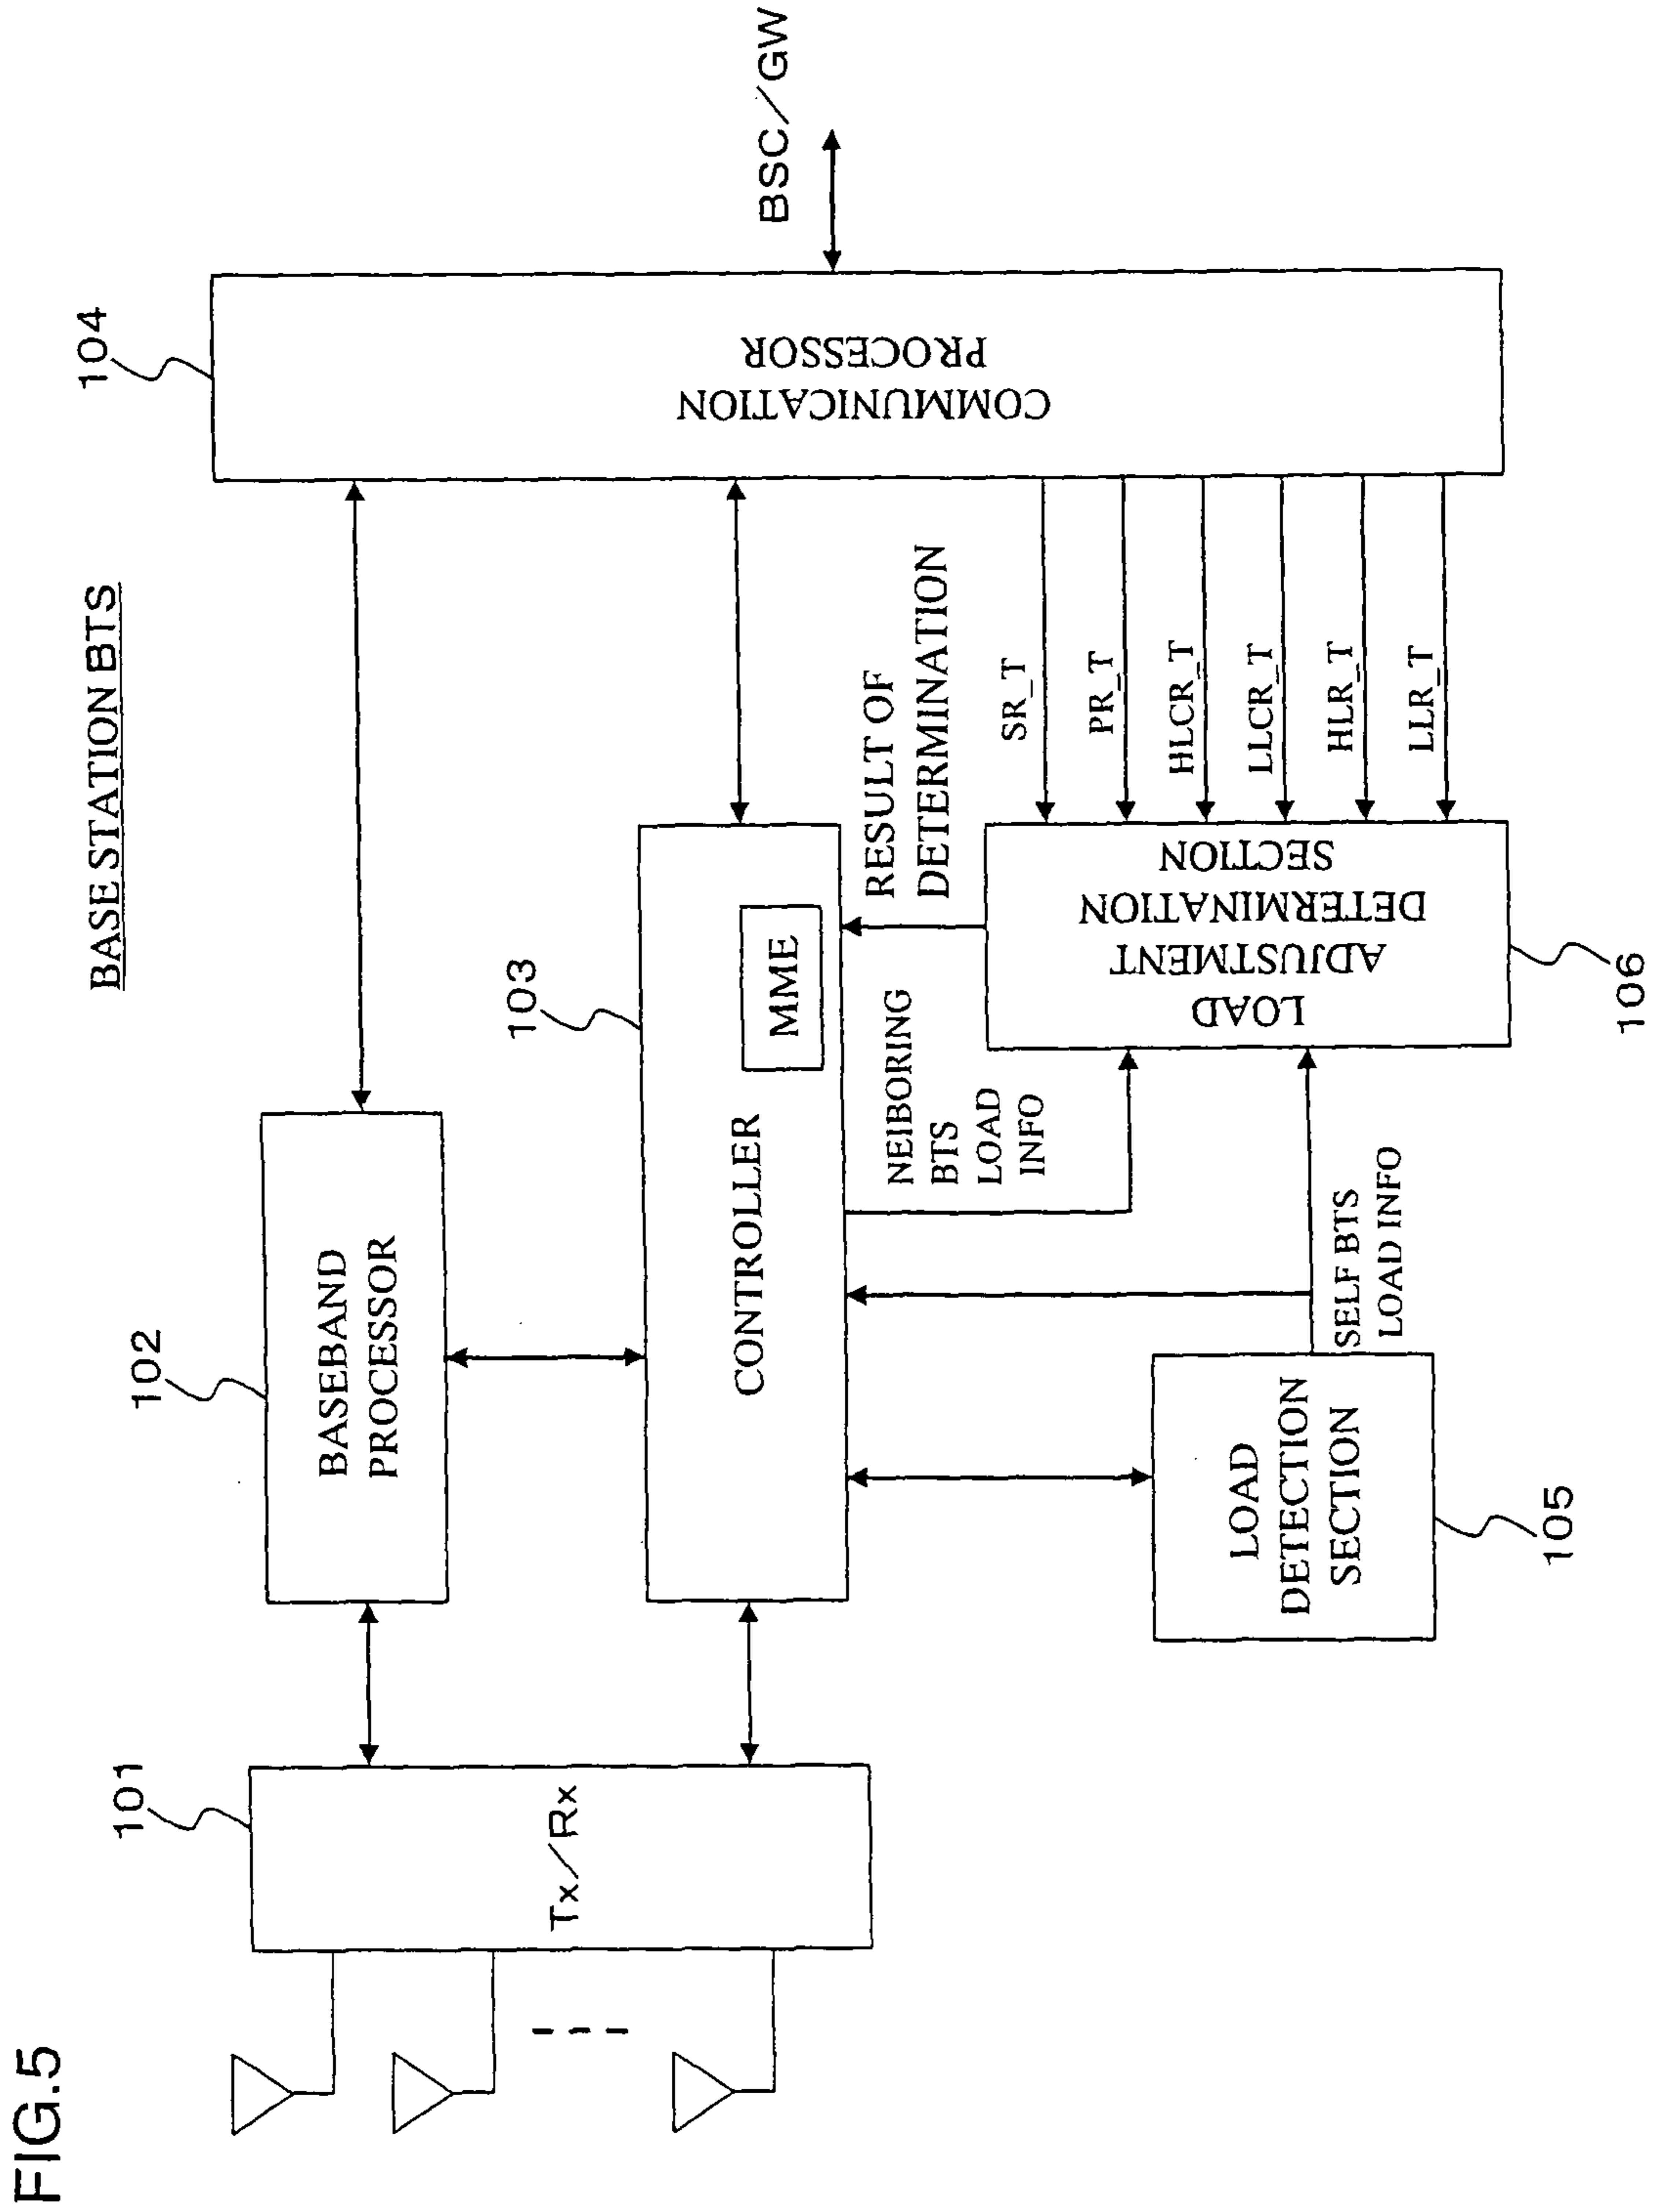 FIG.5
BASE STATION BTS
101
Tx/Rx
102
BASEBAND
PROCESSOR
103
CONTROLLER
MME
104
COMMUNICATION
PROCESSOR
BSC/GW
RESULT OF
DETERMINATION
NEIBORING
BTS
LOAD
INFO
SR_T
PR_T
HLCR_T
LLCR_T
HLR_T
LLR_T
LOAD
DETECTION
SECTION
105
SELF BTS
LOAD INFO
LOAD
ADJUSTMENT
DETERMINATION
SECTION
106